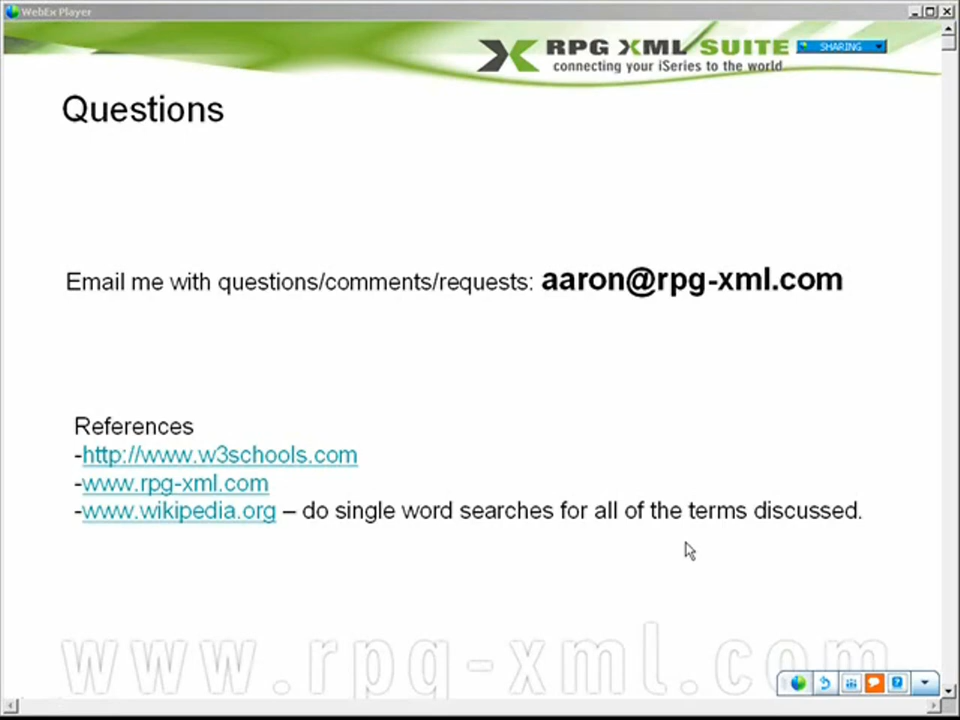 WebEx Player
RPG XML SUITE
SHARING
connecting your iSeries to the world
Questions
Email me with questions/comments/requests: aaron@rpg-xml.com
References
-http://www.w3schools.com
-www.rpg-xml.com
-www.wikipedia.org – do single word searches for all of the terms discussed.
www.rpg-xml.com